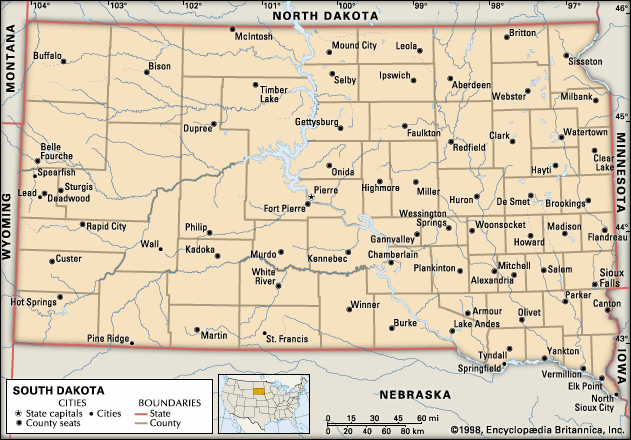 104° 103° 102° 101° 100° 99° 98° 97° 46°
NORTH DAKOTA
MONTANA
WYOMING
MINNESOTA
IOWA
NEBRASKA
45°
44°
43°
McIntosh
Buffalo
Bison
Timber
Lake
Dupree
Mound City
Leola
Selby
Ipswich
Gettysburg
Faulkton
Britton
Sisseton
Aberdeen
Webster
Milbank
Redfield
Clark
Watertown
Clear
Lake
Hayti
Belle
Fourche
Spearfish
Lead
Sturgis
Deadwood
Rapid City
Onida
Pierre
Fort Pierre
Highmore
Miller
Huron
De Smet
Brookings
Wessington
Springs
Woonsocket
Howard
Madison
Flandreau
Custer
Wall
Philip
Kadoka
Murdo
Kennebec
Gannvalley
Chamberlain
Plankinton
Mitchell
Alexandria
Salem
Sioux
Falls
Hot Springs
White
River
Winner
Burke
Armour
Lake Andes
Olivet
Parker
Canton
Pine Ridge
Martin
St. Francis
Tyndall
Springfield
Yankton
Vermillion
Elk Point
North
Sioux City
SOUTH DAKOTA
CITIES
State capitals
Cities
County seats
BOUNDARIES
State
County
0 15 30 45 60 mi
0 20 40 60 80 km
©1998, Encyclopædia Britannica, Inc.